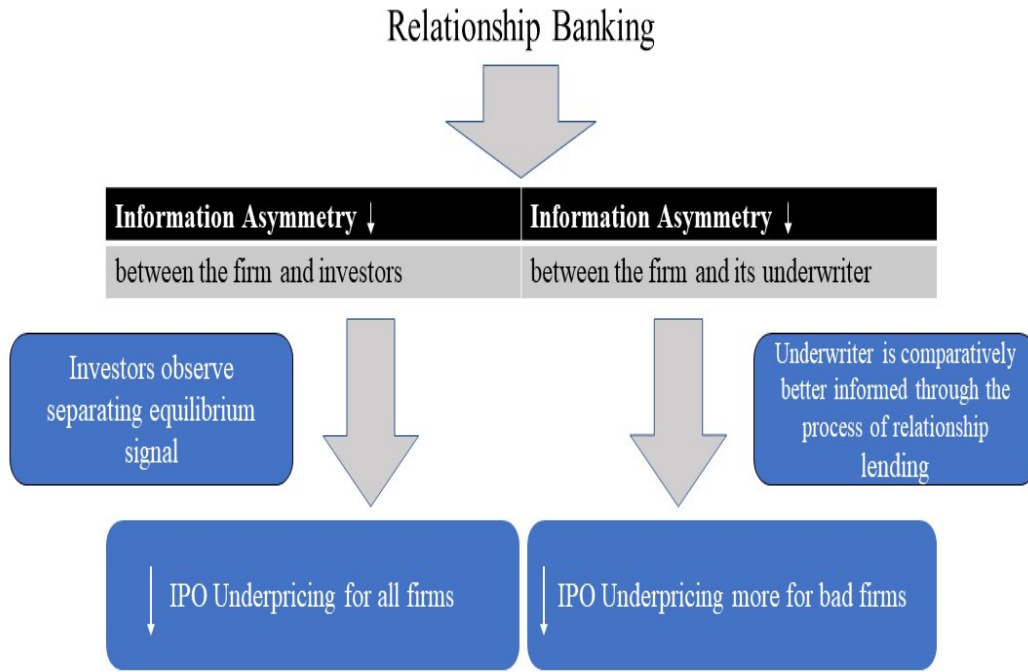 Relationship Banking
Information Asymmetry ↓
Information Asymmetry ↓
between the firm and investors
between the firm and its underwriter
Investors observe
separating equilibrium
signal
Underwriter is comparatively
better informed through the
process of relationship
lending
↓ IPO Underpricing for all firms
↓ IPO Underpricing more for bad firms